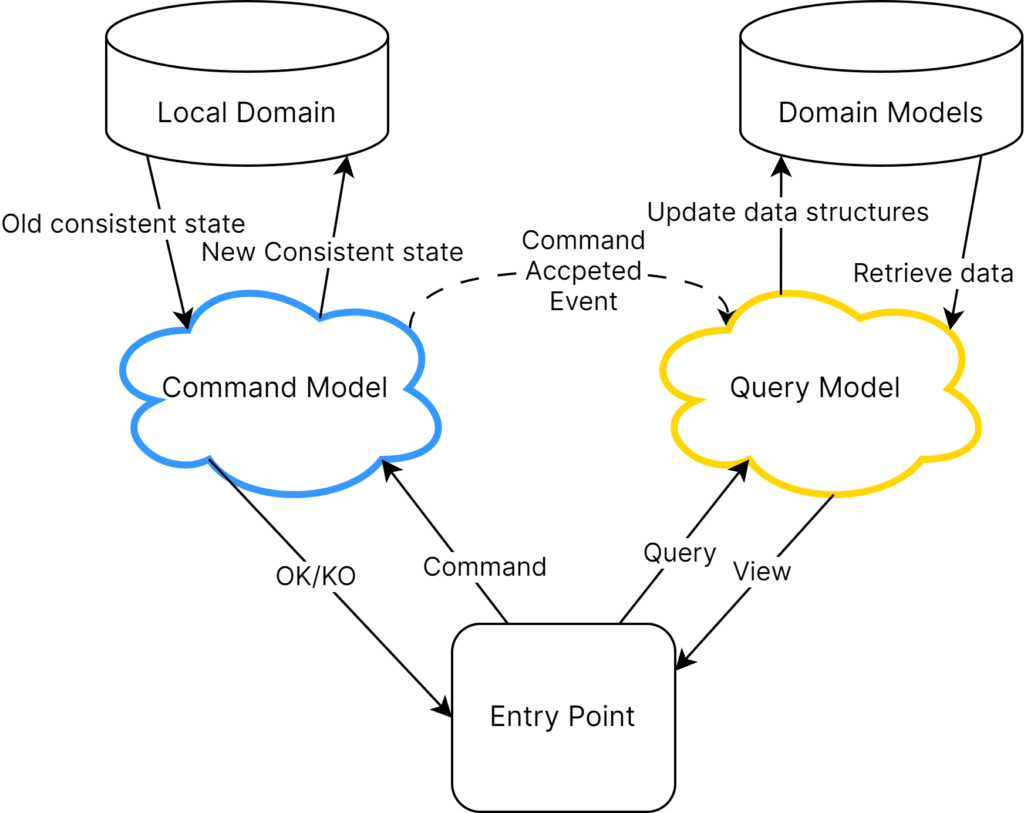 Local Domain
Domain Models
Old consistent state
New Consistent state
Command
Accpeted
Event
Update data structures
Retrieve data
Command Model
Query Model
OK/KO
Command
Query
View
Entry Point